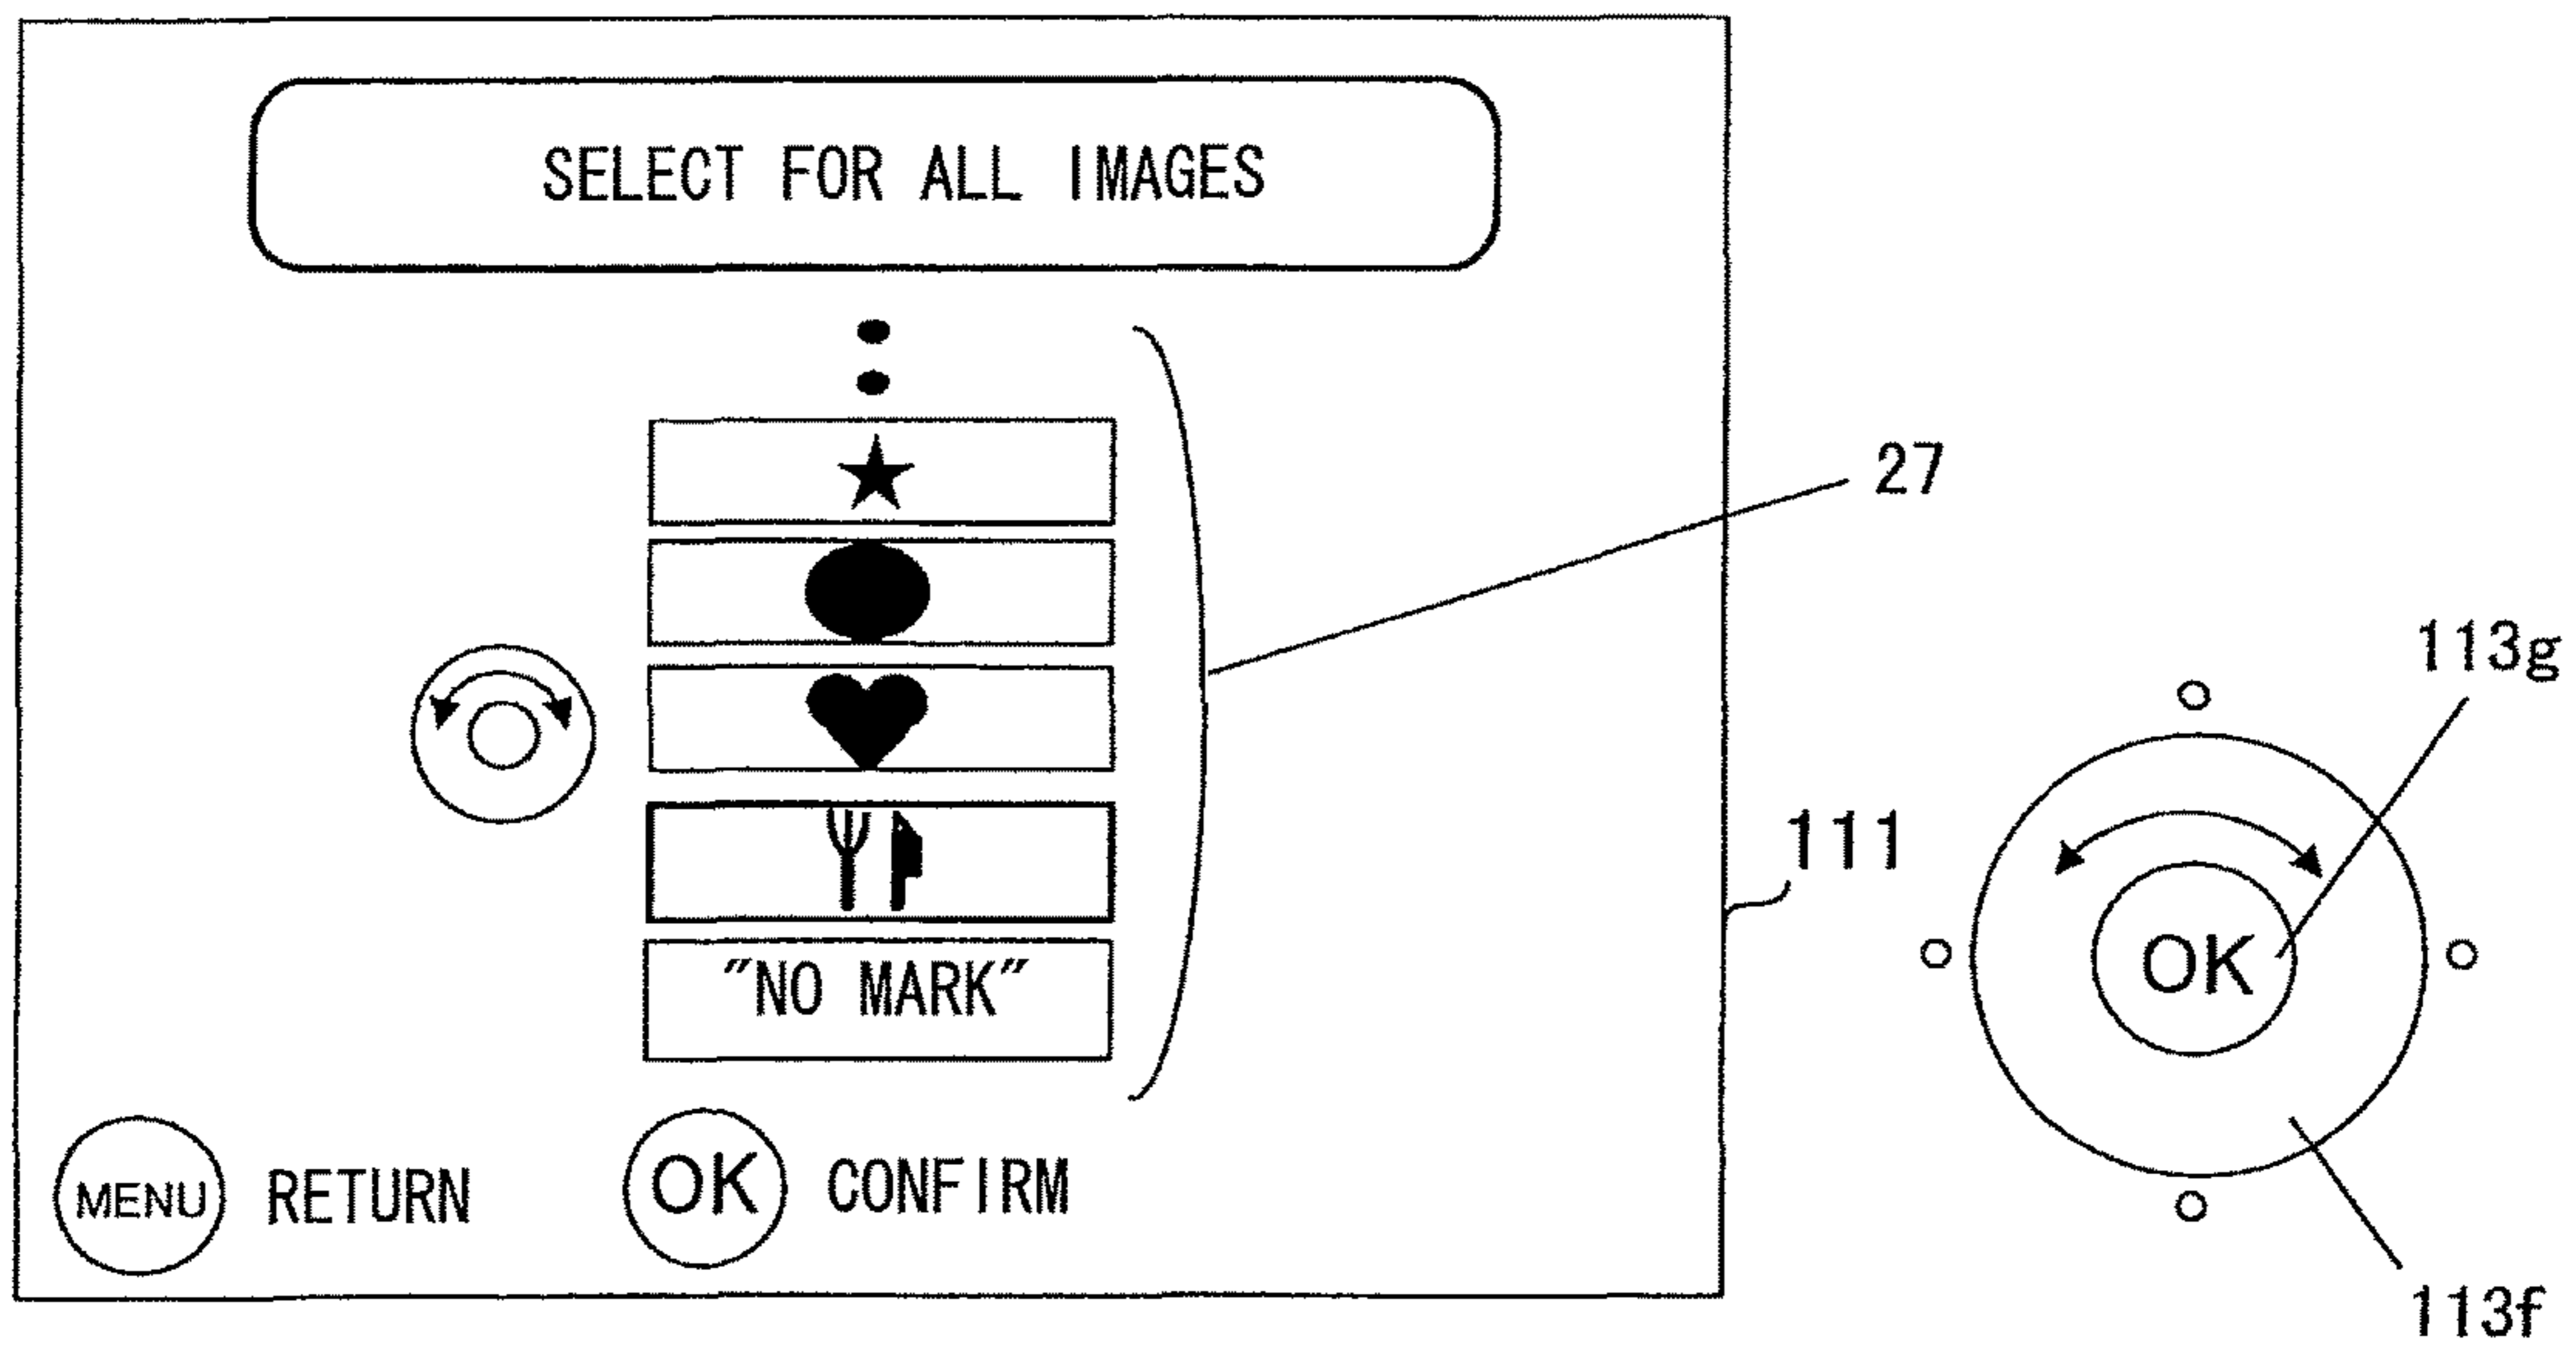 SELECT FOR ALL IMAGES
27
113g
111
"NO MARK"
OK
MENU RETURN OK CONFIRM
113f